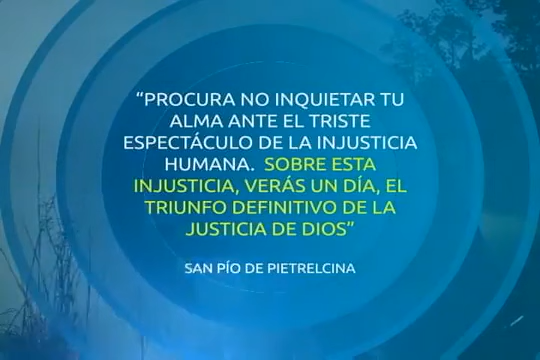 “PROCURA NO INQUIETAR TU
ALMA ANTE EL TRISTE
ESPECTÁCULO DE LA INJUSTICIA
HUMANA. SOBRE ESTA
INJUSTICIA, VERÁS UN DÍA, EL
TRIUNFO DEFINITIVO DE LA
JUSTICIA DE DIOS”
SAN PÍO DE PIETRELCINA